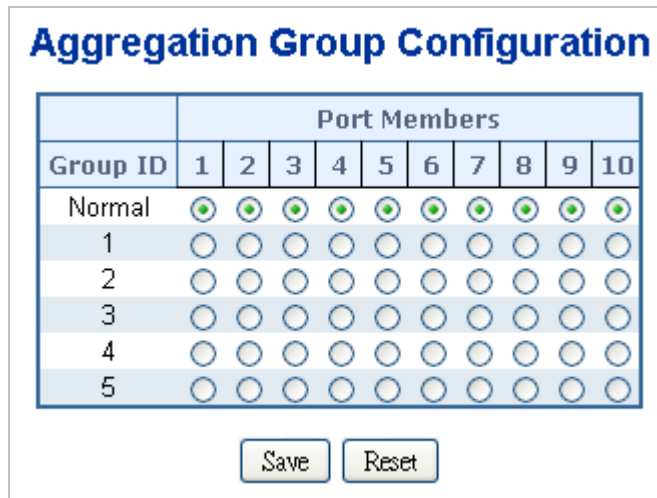 Aggregation Group Configuration
Port Members
Group ID 1 2 3 4 5 6 7 8 9 10
Normal
1
2
3
4
5
Save Reset